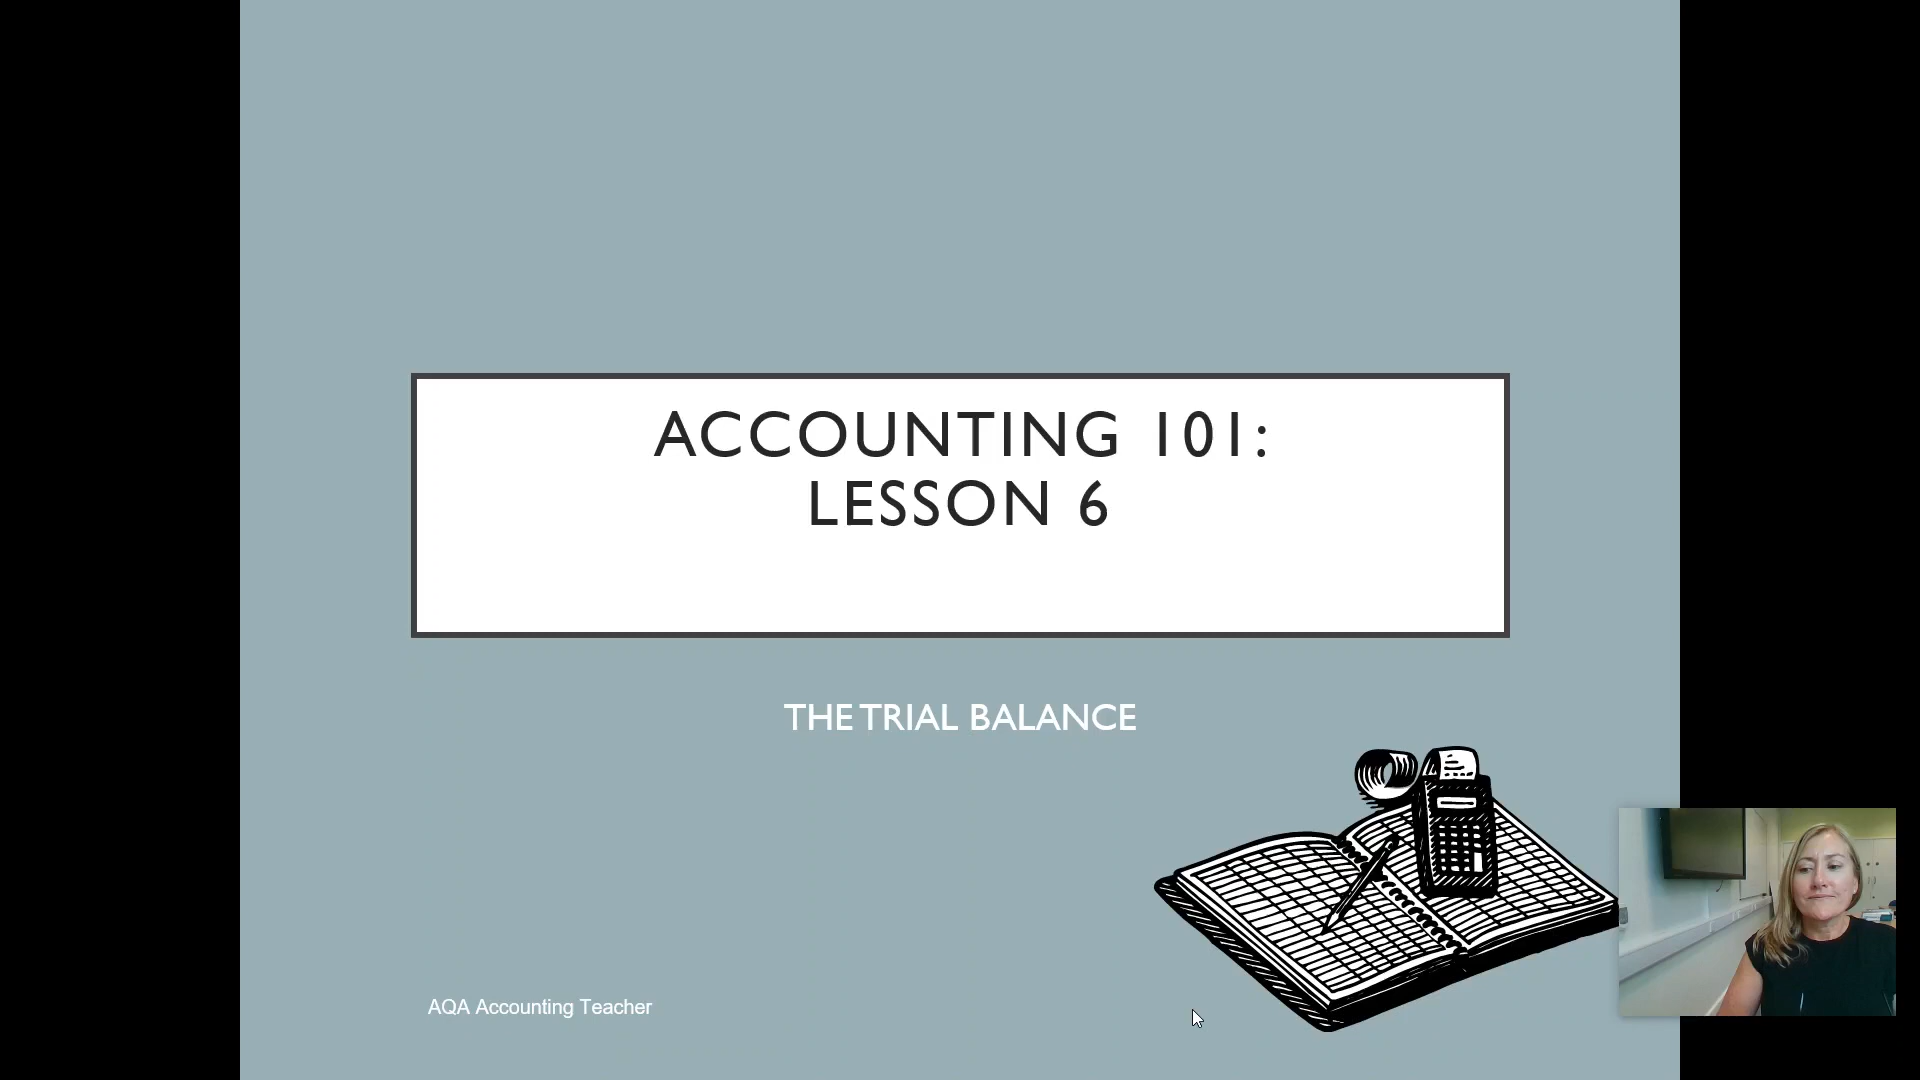 ACCOUNTING 101:
LESSON 6
THE TRIAL BALANCE
AQA Accounting Teacher